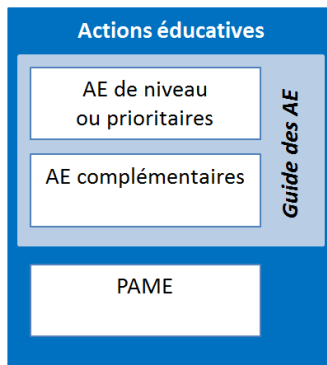 Actions éducatives
AE de niveau
ou prioritaires
AE complémentaires
Guide des AE
PAME